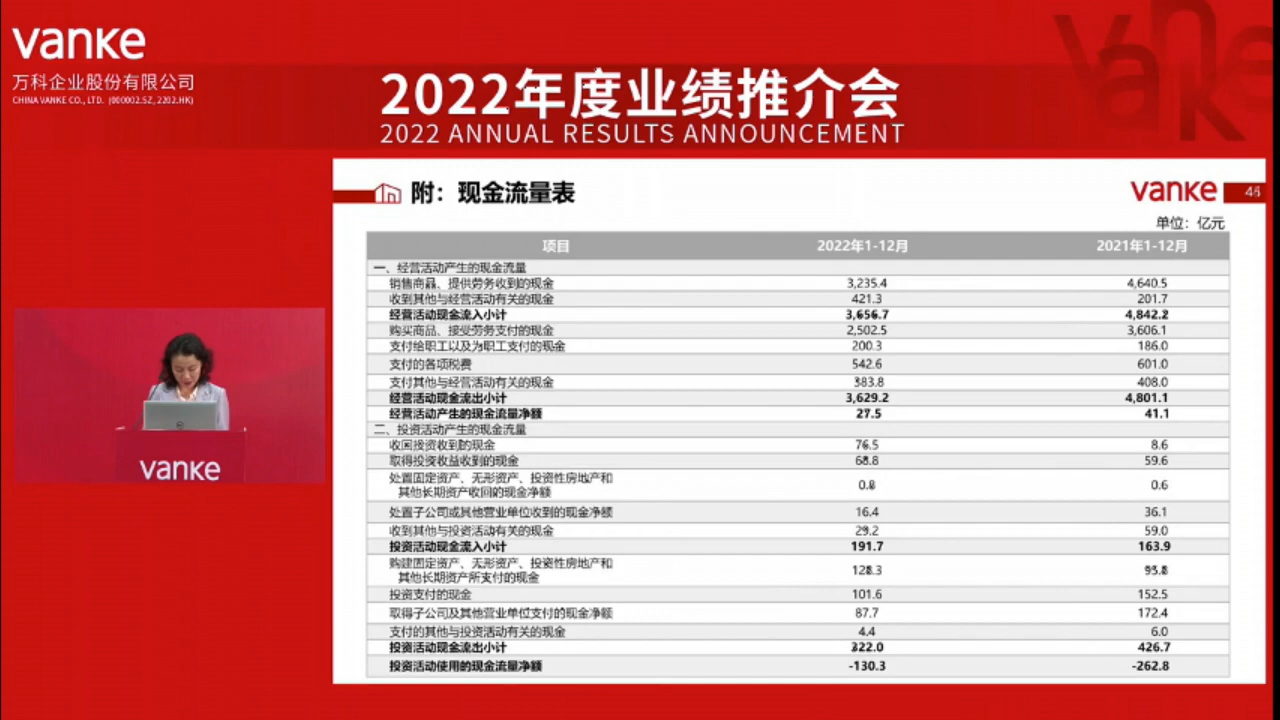 vanke
万科企业股份有限公司
CHINA VANKE CO., LTD. (000002.SZ, 2202.HK)
2022年度业绩推介会
2022 ANNUAL RESULTS ANNOUNCEMENT
vanke
附：现金流量表
vanke
单位：亿元
项目 2022年1-12月 2021年1-12月
一、经营活动产生的现金流量
销售商品、提供劳务收到的现金 3,235.4 4,640.5
收到其他与经营活动有关的现金 421.3 201.7
经营活动现金流入小计 3,656.7 4,842.2
购买商品、接受劳务支付的现金 2,502.5 3,606.1
支付给职工以及为职工支付的现金 200.3 186.0
支付的各项税费 542.6 601.0
支付其他与经营活动有关的现金 383.8 408.0
经营活动现金流出小计 3,629.2 4,801.1
经营活动产生的现金流量净额 27.5 41.1
二、投资活动产生的现金流量
收回投资收到的现金 76.5 8.6
取得投资收益收到的现金 68.8 59.6
处置固定资产、无形资产、投资性房地产和
其他长期资产收回的现金净额 0.8 0.6
处置子公司或其他营业单位收到的现金净额 16.4 36.1
收到其他与投资活动有关的现金 29.2 59.0
投资活动现金流入小计 191.7 163.9
购建固定资产、无形资产、投资性房地产和
其他长期资产所支付的现金 128.3 95.8
投资支付的现金 101.6 152.5
取得子公司及其他营业单位支付的现金净额 87.7 172.4
支付的其他与投资活动有关的现金 4.4 6.0
投资活动现金流出小计 322.0 426.7
投资活动使用的现金流量净额 -130.3 -262.8
vanke